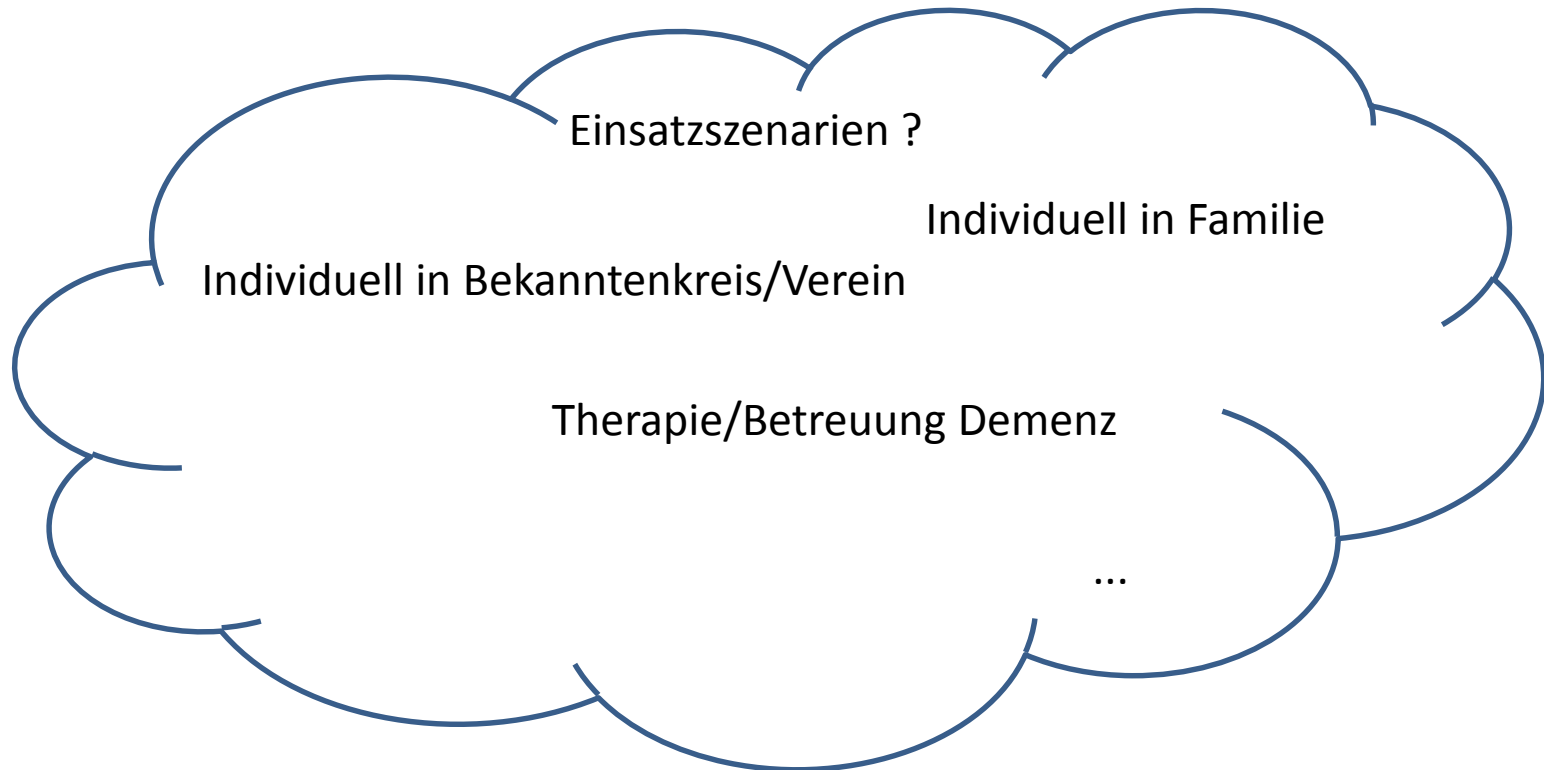 Einsatzszenarien ?
Individuell in Familie
Individuell in Bekanntenkreis/Verein
Therapie/Betreuung Demenz
...